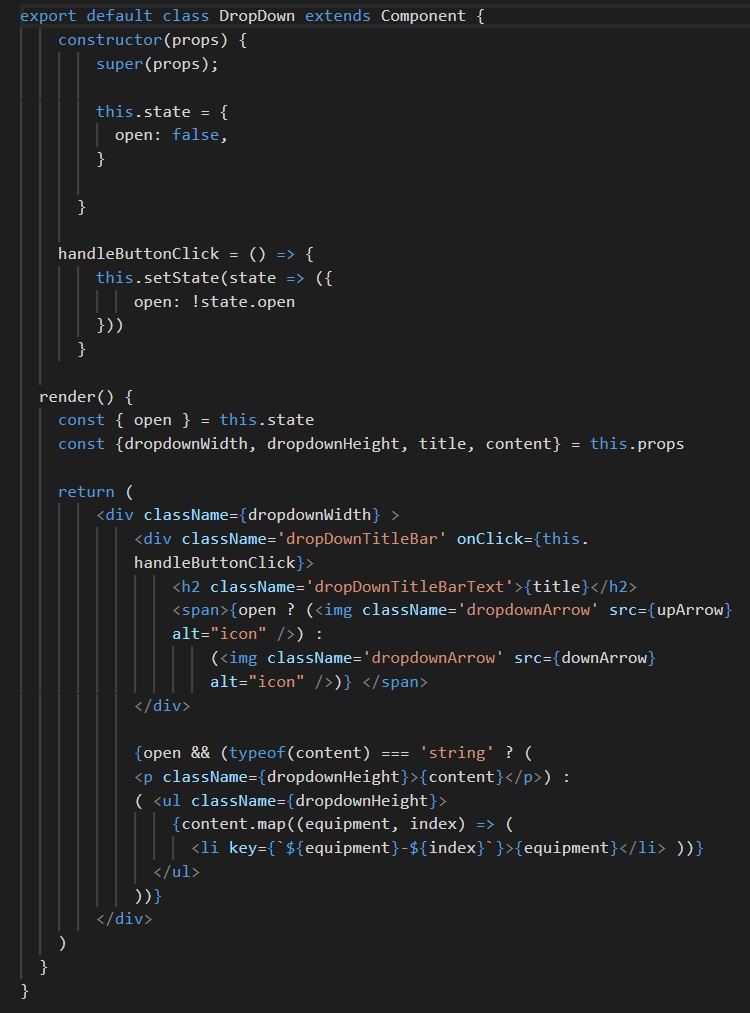 export default class DropDown extends Component {
    constructor(props) {
        super(props);

        this.state = {
          open: false,
        }

      }

    handleButtonClick = () => {
        this.setState(state => ({
            open: !state.open
        }))
      }

  render() {
    const { open } = this.state
    const {dropdownWidth, dropdownHeight, title, content} = this.props

    return (
        <div className={dropdownWidth} >
            <div className='dropDownTitleBar' onClick={this.
            handleButtonClick}>
                <h2 className='dropDownTitleBarText'>{title}</h2>
                <span>{open ? (<img className='dropdownArrow' src={upArrow}
                alt="icon" />) :
                    (<img className='dropdownArrow' src={downArrow}
                    alt="icon" />)} </span>
            </div>

            {open && (typeof(content) === 'string' ? (
            <p className={dropdownHeight}>{content}</p>) :
            ( <ul className={dropdownHeight}>
                {content.map((equipment, index) => (
                  <li key={`${equipment}-${index}`}>{equipment}</li> ))}
              </ul>
            ))}
        </div>
    )
  }
}